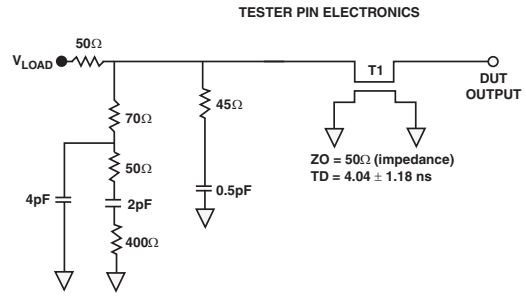 TESTER PIN ELECTRONICS
50Ω
VLOAD
T1
DUT
OUTPUT
70Ω
45Ω
50Ω
ZO = 50Ω (impedance)
TD = 4.04 ± 1.18 ns
4pF
2pF
0.5pF
400Ω